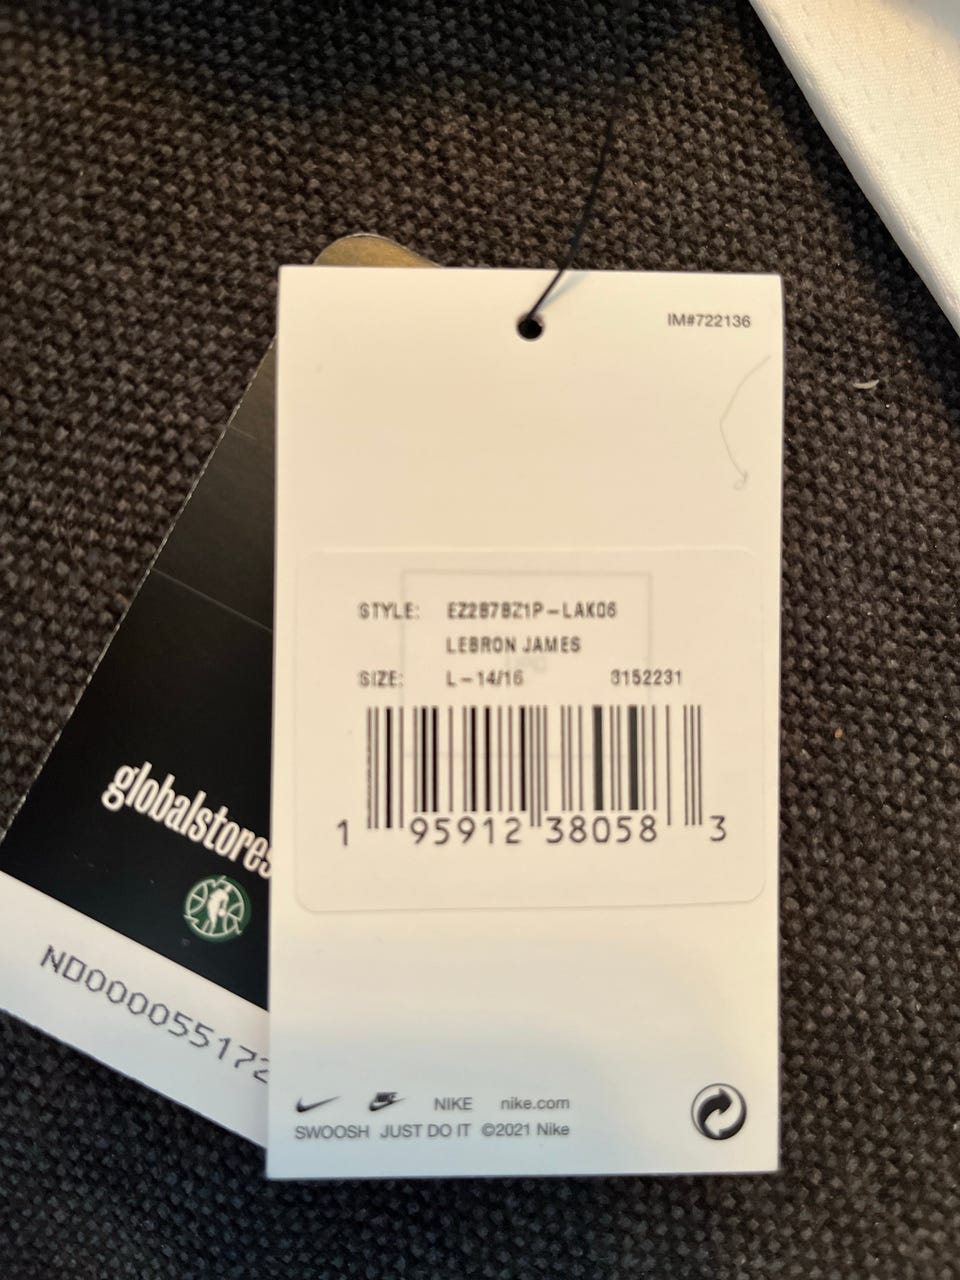 IM#722136
STYLE: EZ2B7BZ1P-LAK06
LEBRON JAMES
SIZE: L-14/16 3152231
1 95912 38058 3
globalstores
ND000055172
NIKE nike.com
SWOOSH JUST DO IT ©2021 Nike